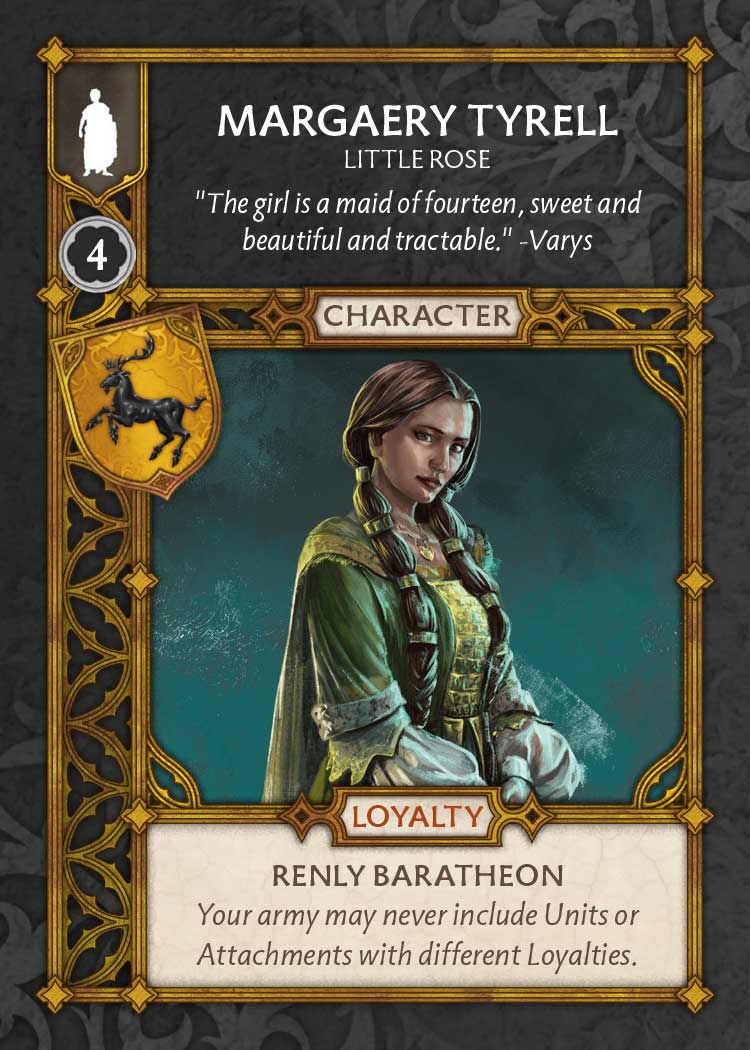 MARGAERY TYRELL
LITTLE ROSE
"The girl is a maid of fourteen, sweet and
beautiful and tractable." -Varys
4
CHARACTER
LOYALTY
RENLY BARATHEON
Your army may never include Units or
Attachments with different Loyalties.